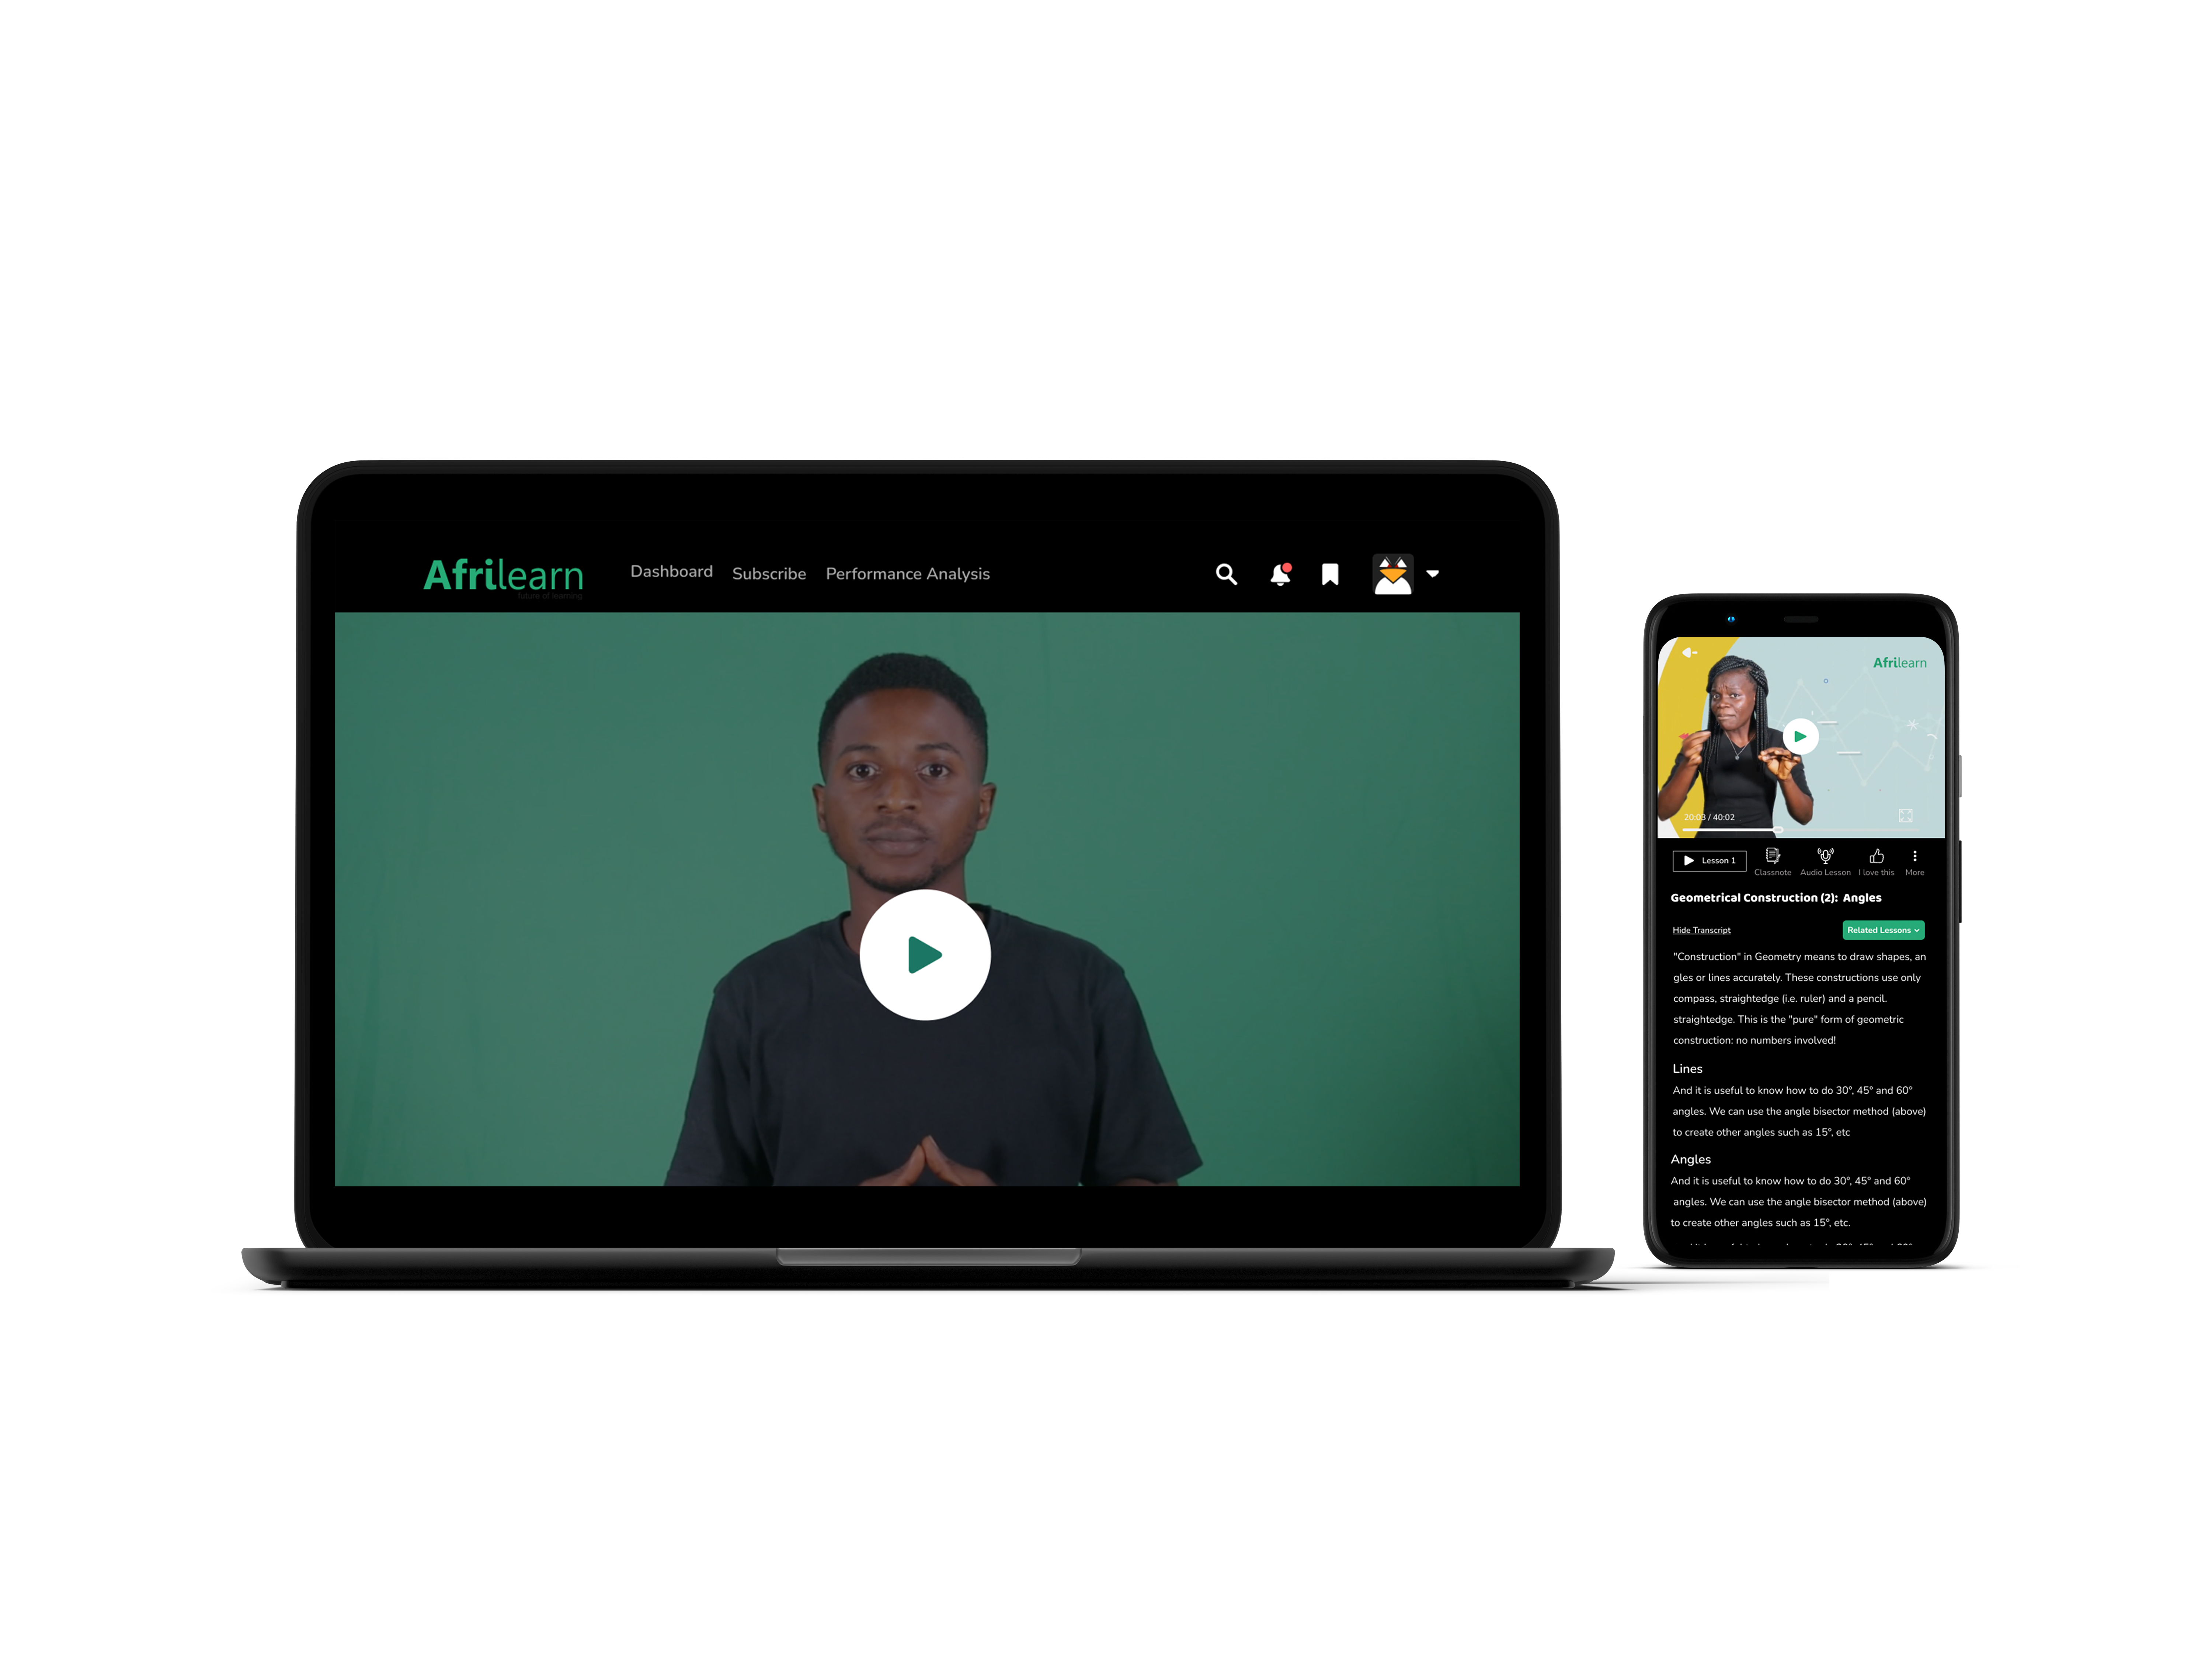 Afrilearn
future of learning
Dashboard Subscribe Performance Analysis
Afrilearn
20:03 / 40:02
Lesson 1
Classnote Audio Lesson I love this More
Geometrical Construction (2): Angles
Hide Transcript
Related Lessons
"Construction" in Geometry means to draw shapes, an
gles or lines accurately. These constructions use only
compass, straightedge (i.e. ruler) and a pencil.
straightedge. This is the "pure" form of geometric
construction: no numbers involved!
Lines
And it is useful to know how to do 30°, 45° and 60°
angles. We can use the angle bisector method (above)
to create other angles such as 15°, etc
Angles
And it is useful to know how to do 30°, 45° and 60°
angles. We can use the angle bisector method (above)
to create other angles such as 15°, etc.